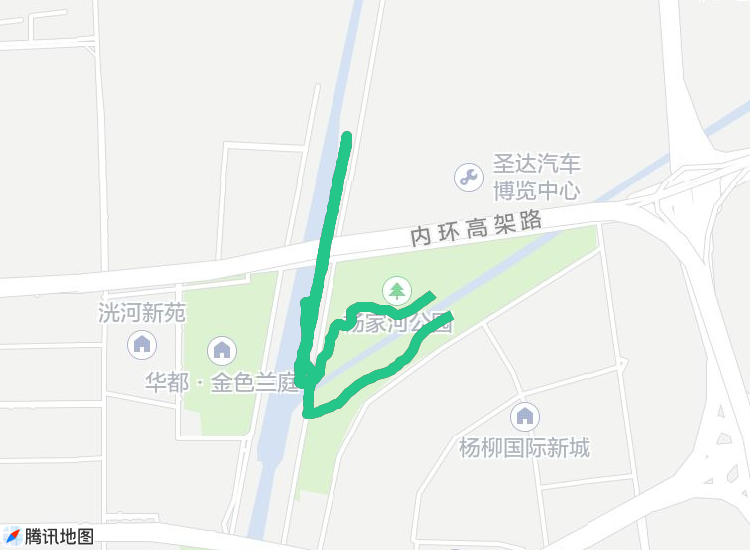 圣达汽车
博览中心
内环高架路
洸河新苑
杨家河公园
华都·金色兰庭
杨柳国际新城
腾讯地图